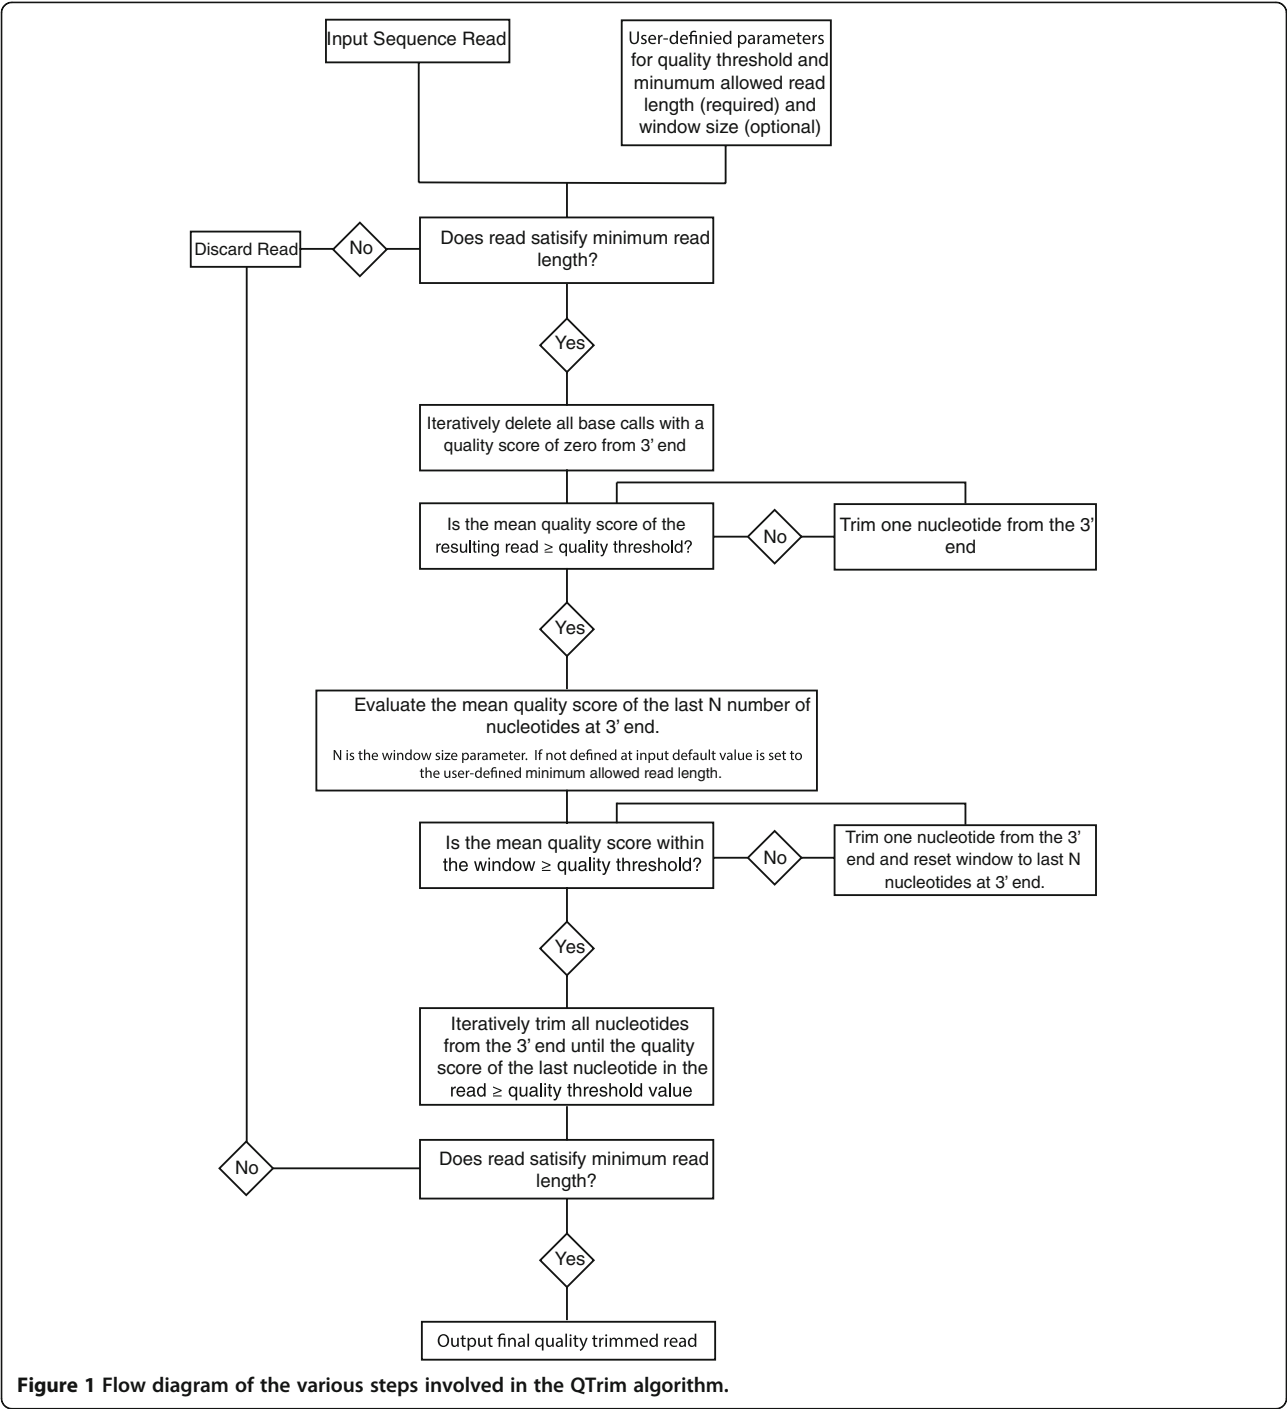 Input Sequence Read
User-definied parameters
for quality threshold and
minumum allowed read
length (required) and
window size (optional)
Does read satisify minimum read
length?
No
Discard Read
Yes
Iteratively delete all base calls with a
quality score of zero from 3' end
Is the mean quality score of the
resulting read ≥ quality threshold?
No
Trim one nucleotide from the 3'
end
Yes
Evaluate the mean quality score of the last N number of
nucleotides at 3' end.
N is the window size parameter. If not defined at input default value is set to
the user-defined minimum allowed read length.
Is the mean quality score within
the window ≥ quality threshold?
No
Trim one nucleotide from the 3'
end and reset window to last N
nucleotides at 3' end.
Yes
Iteratively trim all nucleotides
from the 3' end until the quality
score of the last nucleotide in the
read ≥ quality threshold value
Does read satisify minimum read
length?
No
Yes
Output final quality trimmed read
Figure 1 Flow diagram of the various steps involved in the QTrim algorithm.